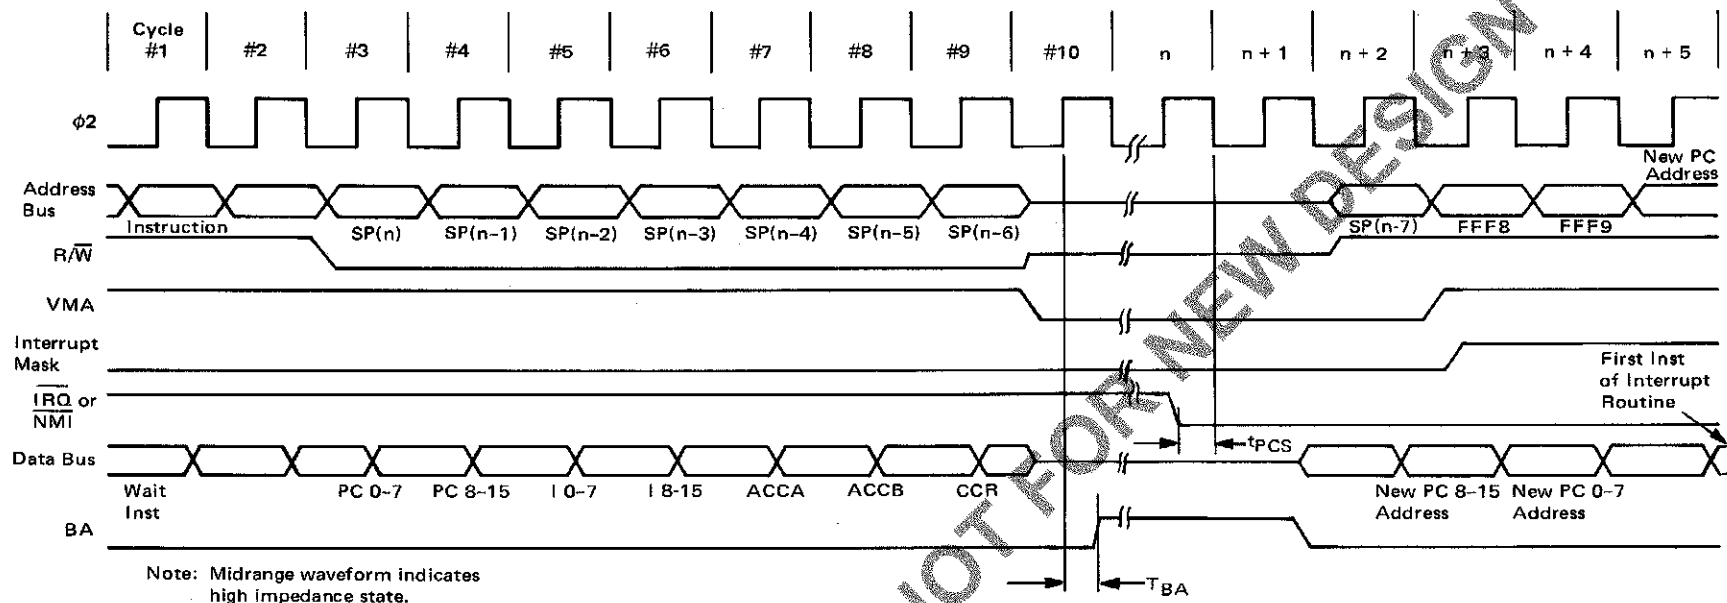 Cycle
#1 #2 #3 #4 #5 #6 #7 #8 #9 #10 n n + 1 n + 2 n + 3 n + 4 n + 5
ϕ2
New PC
Address
Address
Bus
Instruction SP(n) SP(n-1) SP(n-2) SP(n-3) SP(n-4) SP(n-5) SP(n-6) SP(n-7) FFF8 FFF9
R/W̅
VMA
Interrupt
Mask
First Inst
of Interrupt
Routine
I̅R̅Q̅ or
N̅M̅I̅
tPCS
Data Bus
Wait
Inst
PC 0-7 PC 8-15 I 0-7 I 8-15 ACCA ACCB CCR
New PC 8-15
Address
New PC 0-7
Address
BA
TBA
Note: Midrange waveform indicates
high impedance state.
NOT FOR NEW DESIGN